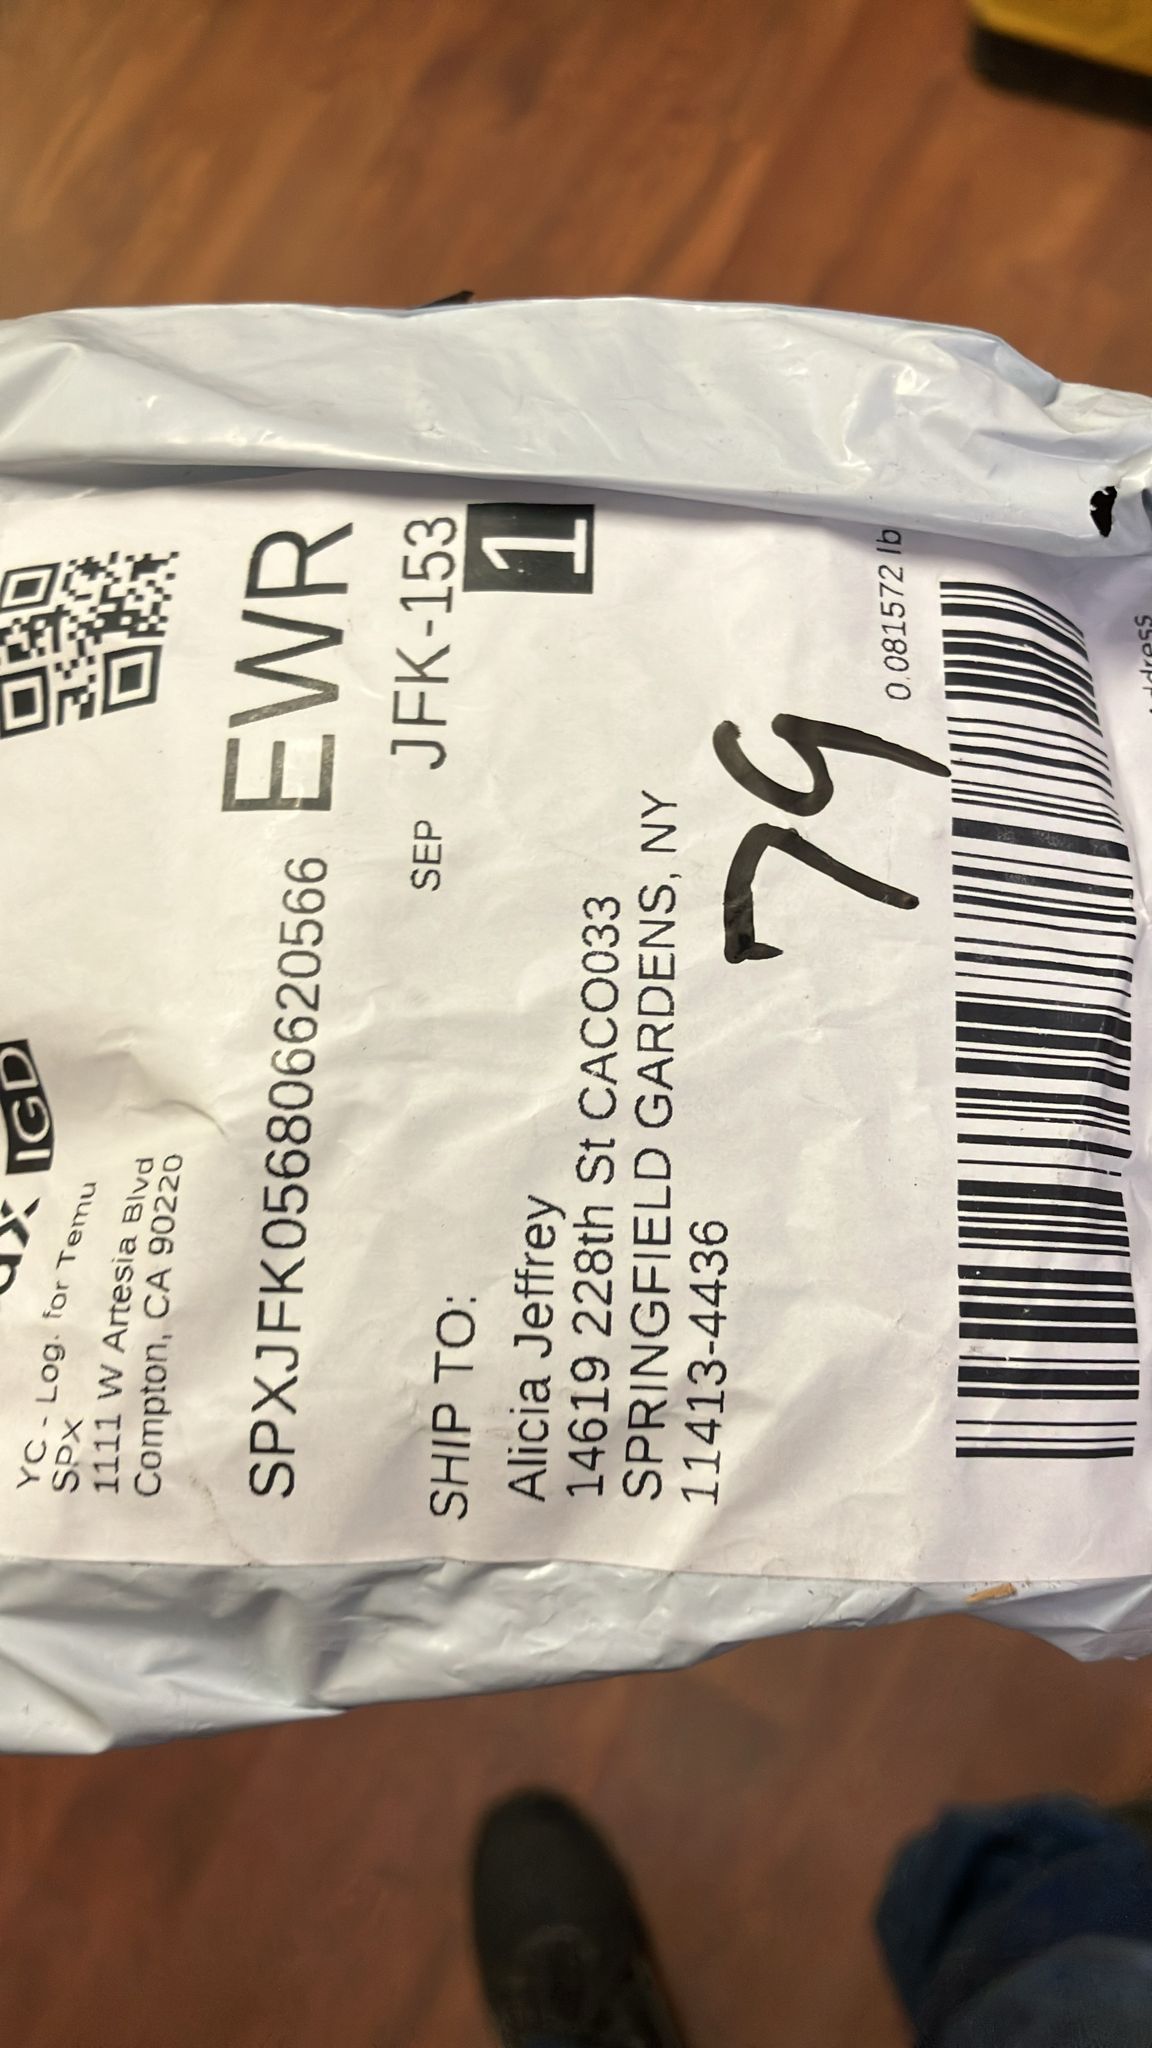 IGD
YC - Log. for Temu
SPX
1111 W Artesia Blvd
Compton, CA 90220
SPXJFK056806620566
EWR
SEP JFK-153
1
SHIP TO:
Alicia Jeffrey
14619 228th St CACO033
SPRINGFIELD GARDENS, NY
11413-4436
79
0.081572 lb